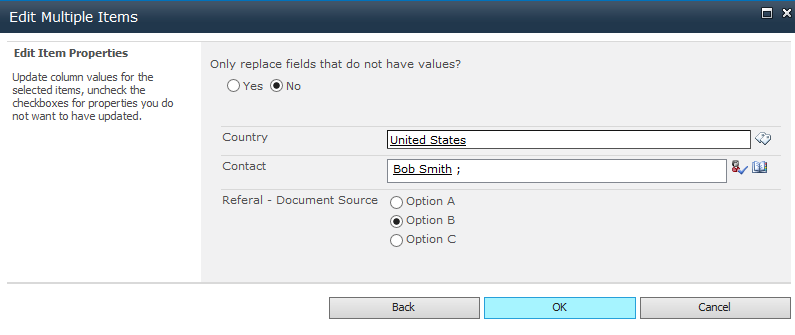 Edit Multiple Items
Edit Item Properties
Update column values for the
selected items, uncheck the
checkboxes for properties you do
not want to have updated.
Only replace fields that do not have values?
Yes No
Country United States
Contact Bob Smith ;
Referal - Document Source Option A
Option B
Option C
Back OK Cancel